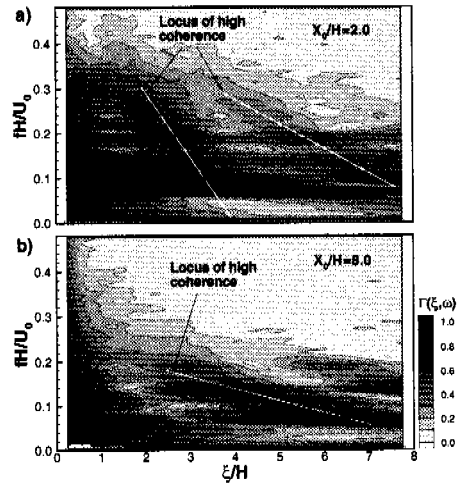 a)
Locus of high
coherence
X₀/H=2.0
fH/U₀
0.4
0.3
0.2
0.1
0.0
b)
X₀/H=8.0
Locus of high
coherence
fH/U₀
0.4
0.3
0.2
0.1
0.0
Γ(ξ,ω)
1.0
0.8
0.6
0.4
0.2
0.0
0 1 2 3 4 5 6 7 8
ξ/H